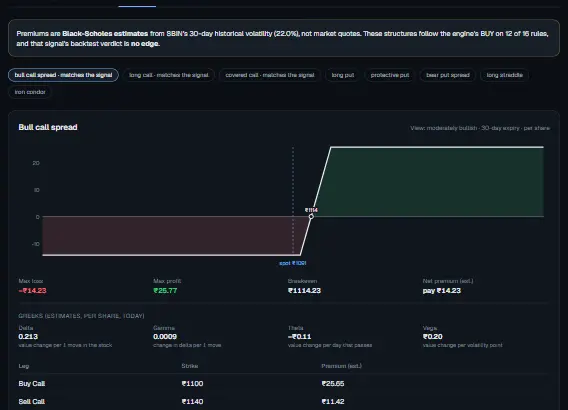 Premiums are Black-Scholes estimates from SBIN's 30-day historical volatility (22.0%), not market quotes. These structures follow the engine's BUY on 12 of 16 rules,
and that signal's backtest verdict is no edge.
bull call spread · matches the signal
long call · matches the signal
covered call · matches the signal
long put
protective put
bear put spread
long straddle
iron condor
Bull call spread
View: moderately bullish · 30-day expiry · per share
20
10
0
-10
₹1114
spot ₹1091
Max loss
Max profit
Breakeven
Net premium (est.)
−₹14.23
₹25.77
₹1114.23
pay ₹14.23
GREEKS (ESTIMATES, PER SHARE, TODAY)
Delta
Gamma
Theta
Vega
0.213
0.0009
−₹0.11
₹0.20
value change per 1 move in the stock
change in delta per 1 move
value change per day that passes
value change per volatility point
Leg
Strike
Premium (est.)
Buy Call
₹1100
₹25.65
Sell Call
₹1140
₹11.42